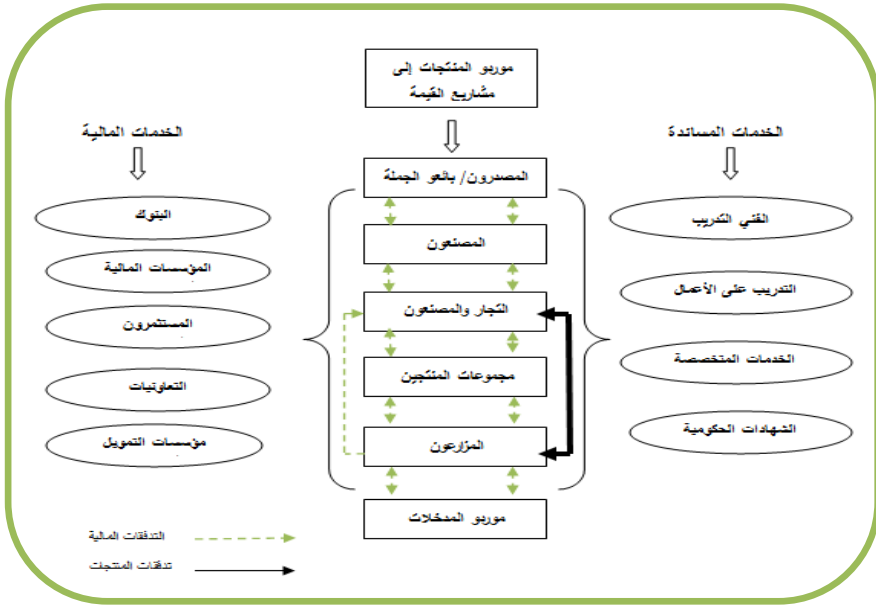 موربو المنتجات إلى
مشاريع القيمة
الخدمات المساندة
الخدمات المالية
المصدرون/ بائعو الجملة
الفني التدريب
البنوك
المصنعون
المؤسسات المالية
التدريب على الأعمال
التجار والمصنعون
المستثمرون
الخدمات المتخصصة
مجموعات المنتجين
التعاونيات
الشهادات الحكومية
المزارعون
مؤسسات التمويل
موربو المدخلات
التدفقات المالية
تدفقات المنتجات